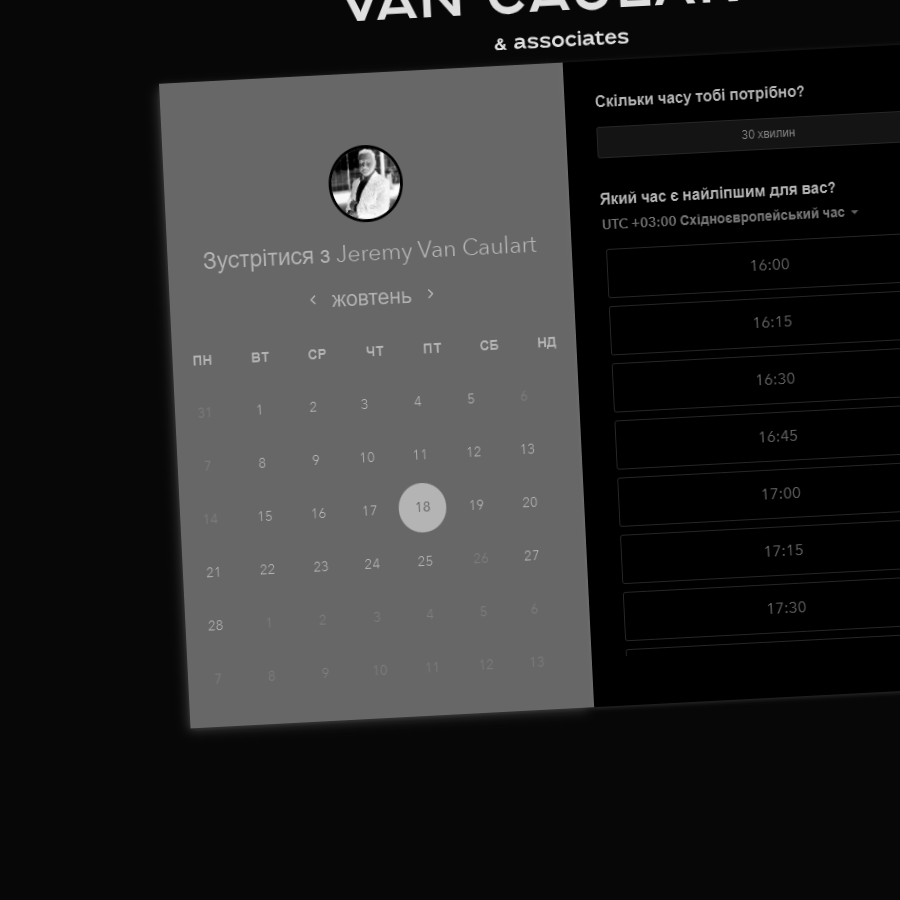 VAN CAULART
& associates
Зустрітися з Jeremy Van Caulart
жовтень
ПН ВТ СР ЧТ ПТ СБ НД
31 1 2 3 4 5 6
7 8 9 10 11 12 13
14 15 16 17 18 19 20
21 22 23 24 25 26 27
28 1 2 3 4 5 6
7 8 9 10 11 12 13
Скільки часу тобі потрібно?
30 хвилин
Який час є найліпшим для вас?
UTC +03:00 Східноєвропейський час
16:00
16:15
16:30
16:45
17:00
17:15
17:30